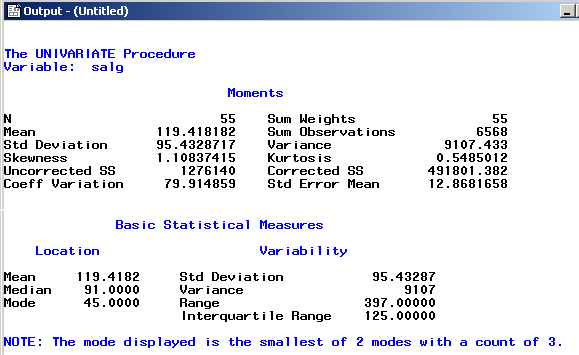 Output - (Untitled)
The UNIVARIATE Procedure
Variable: salg
Moments
N 55 Sum Weights 55
Mean 119.418182 Sum Observations 6568
Std Deviation 95.4328717 Variance 9107.433
Skewness 1.10837415 Kurtosis 0.5485012
Uncorrected SS 1276140 Corrected SS 491801.382
Coeff Variation 79.914859 Std Error Mean 12.8681658
Basic Statistical Measures
Location Variability
Mean 119.4182 Std Deviation 95.43287
Median 91.0000 Variance 9107
Mode 45.0000 Range 397.00000
Interquartile Range 125.00000
NOTE: The mode displayed is the smallest of 2 modes with a count of 3.